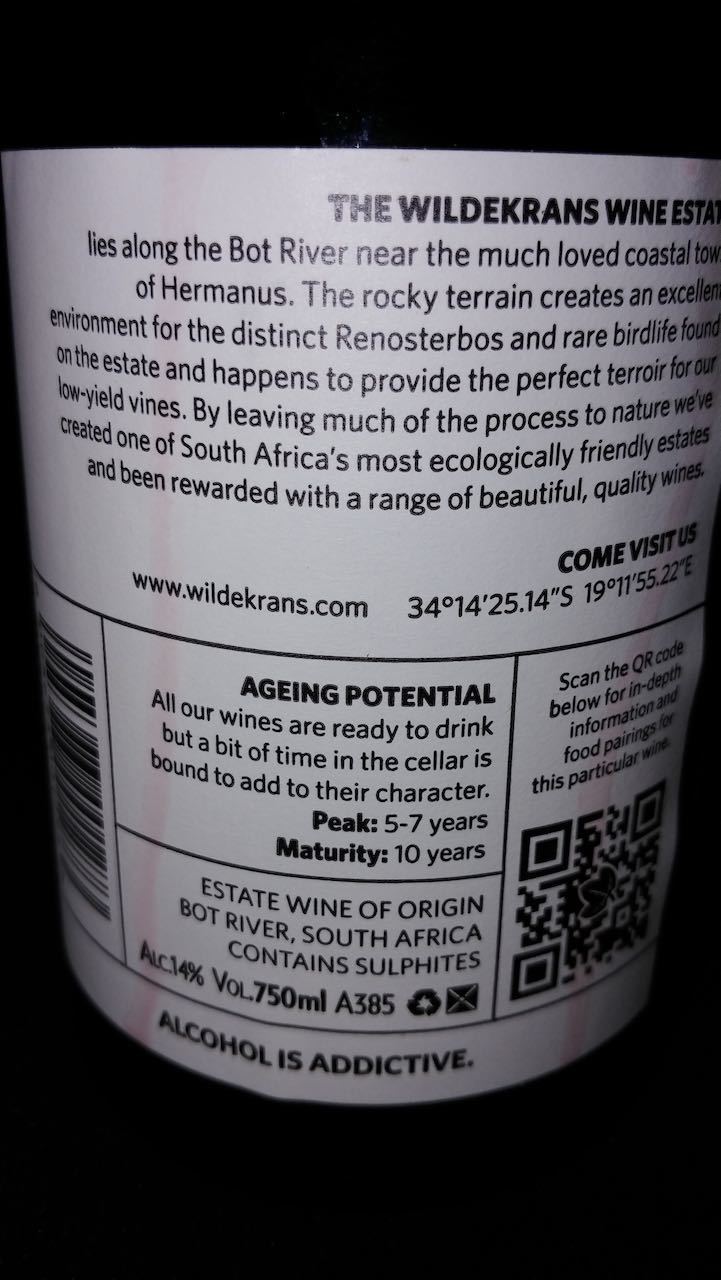 THE WILDEKRANS WINE ESTAT
lies along the Bot River near the much loved coastal tow
of Hermanus. The rocky terrain creates an excellen
environment for the distinct Renosterbos and rare birdlife found
on the estate and happens to provide the perfect terroir for our
low-yield vines. By leaving much of the process to nature we've
created one of South Africa's most ecologically friendly estates
and been rewarded with a range of beautiful, quality wines.
COME VISIT US
www.wildekrans.com 34°14'25.14"S 19°11'55.22"E
AGEING POTENTIAL
All our wines are ready to drink
but a bit of time in the cellar is
bound to add to their character.
Peak: 5-7 years
Maturity: 10 years
Scan the QR code
below for in-depth
information and
food pairings for
this particular wine.
ESTATE WINE OF ORIGIN
BOT RIVER, SOUTH AFRICA
CONTAINS SULPHITES
ALC.14% VOL.750ml A385
ALCOHOL IS ADDICTIVE.